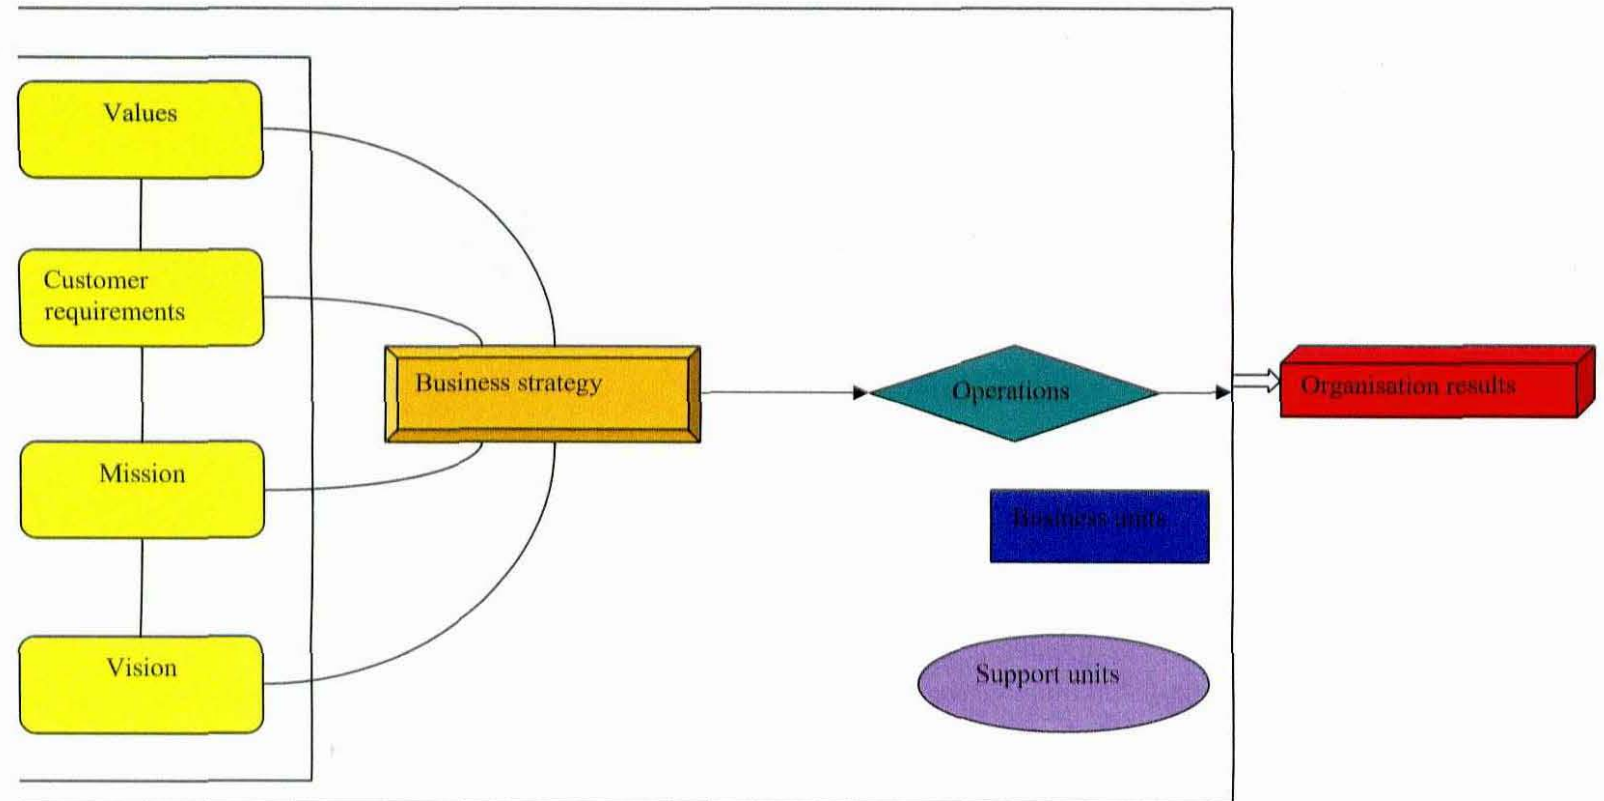 Values
Customer
requirements
Mission
Vision
Business strategy
Operations
Business units
Support units
Organisation results